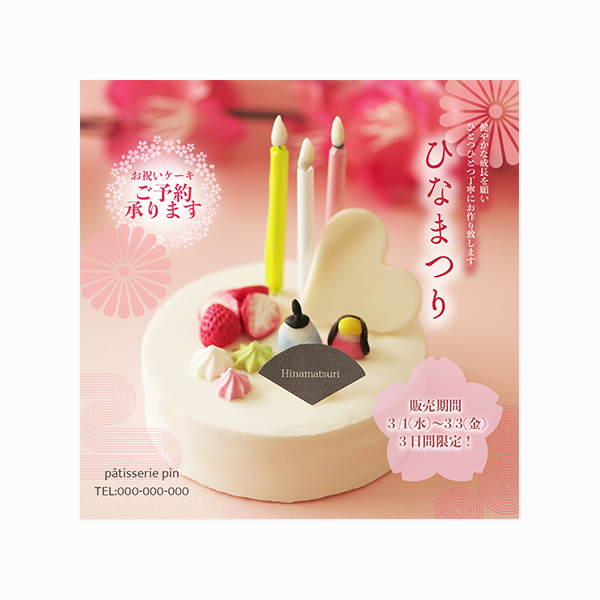 健やかな成長を願い
ひとつひとつ丁寧にお作り致します
ひなまつり
お祝いケーキ
ご予約
承ります
Hinamatsuri
販売期間
3/1(水)〜3/3(金)
3日間限定！
pâtisserie pin
TEL:000-000-000